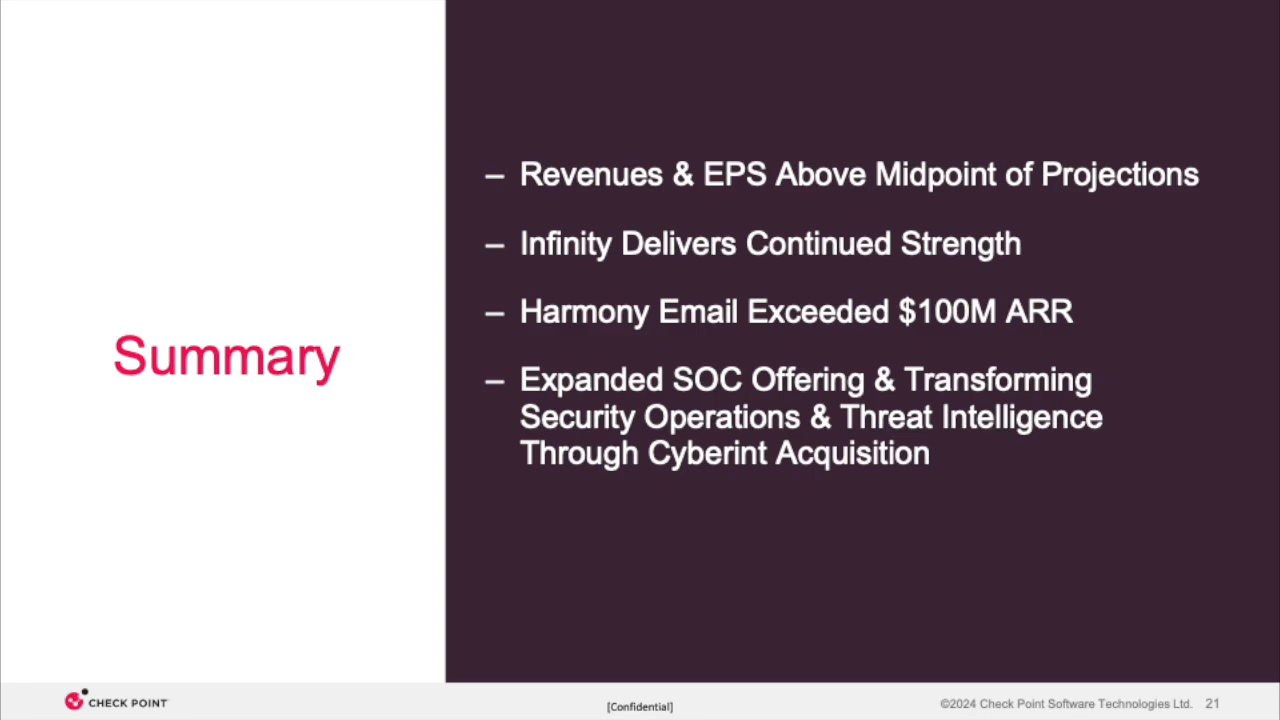 Summary
– Revenues & EPS Above Midpoint of Projections
– Infinity Delivers Continued Strength
– Harmony Email Exceeded $100M ARR
– Expanded SOC Offering & Transforming
Security Operations & Threat Intelligence
Through Cyberint Acquisition
CHECK POINT
[Confidential]
©2024 Check Point Software Technologies Ltd. 21